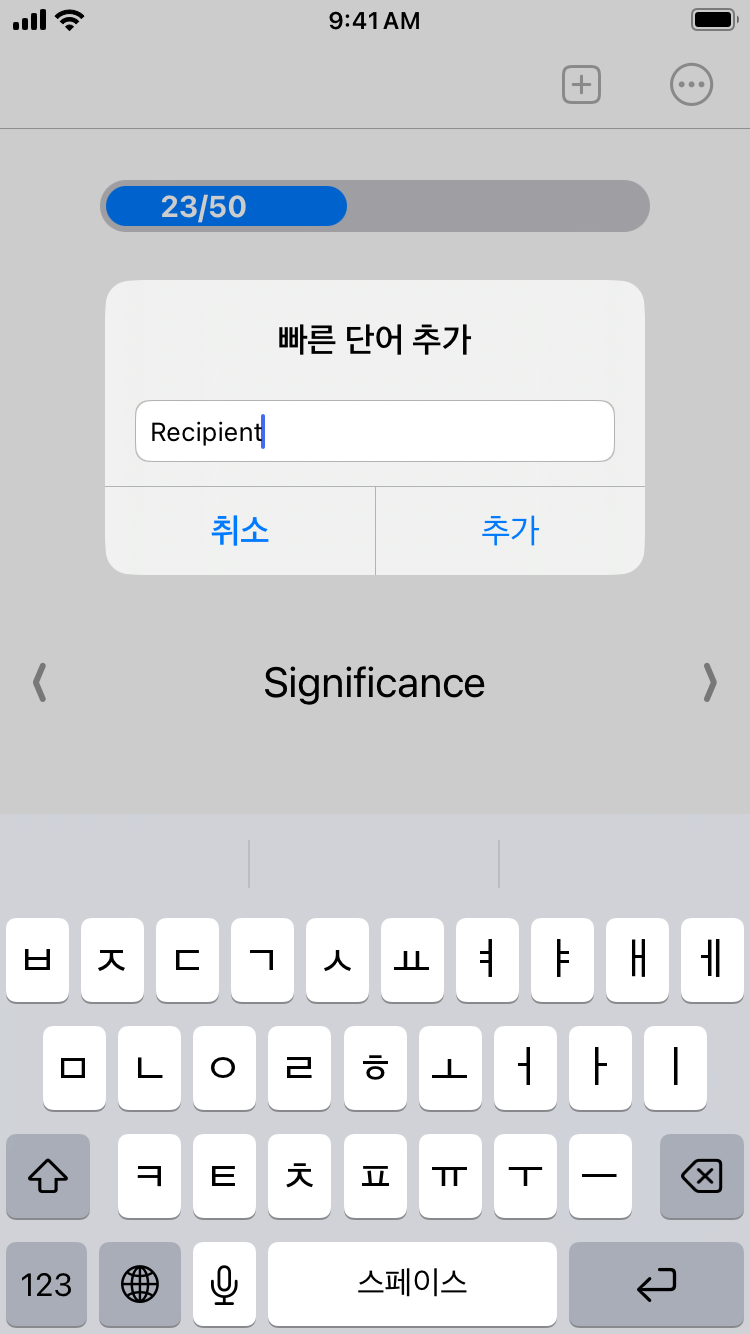 9:41 AM
23/50
빠른 단어 추가
Recipient
취소 추가
Significance
ㅂ ㅈ ㄷ ㄱ ㅅ ㅛ ㅕ ㅑ ㅐ ㅔ
ㅁ ㄴ ㅇ ㄹ ㅎ ㅗ ㅓ ㅏ ㅣ
ㅋ ㅌ ㅊ ㅍ ㅠ ㅜ ㅡ
123 스페이스